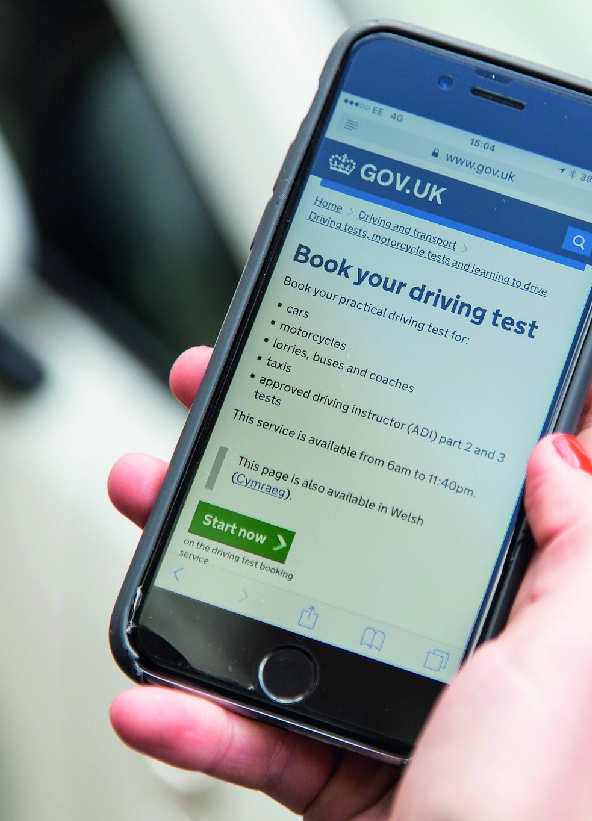 EE 4G 15:04 38
www.gov.uk
GOV.UK
Home > Driving and transport >
Driving tests, motorcycle tests and learning to drive
Book your driving test
Book your practical driving test for:
• cars
• motorcycles
• lorries, buses and coaches
• taxis
• approved driving instructor (ADI) part 2 and 3
tests
This service is available from 6am to 11:40pm.
This page is also available in Welsh
(Cymraeg).
Start now
on the driving test booking
service